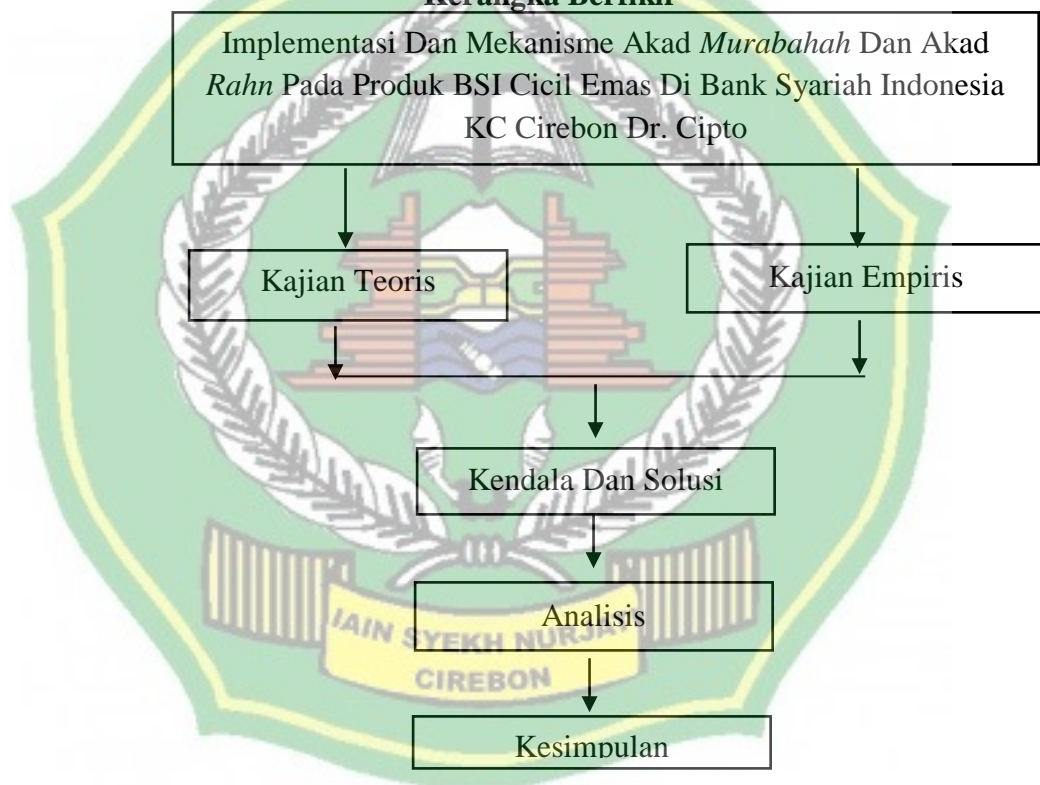 Kerangka Berfikir
Implementasi Dan Mekanisme Akad Murabahah Dan Akad
Rahn Pada Produk BSI Cicil Emas Di Bank Syariah Indonesia
KC Cirebon Dr. Cipto
Kajian Teoris
Kajian Empiris
Kendala Dan Solusi
Analisis
IAIN SYEKH NURJA
CIREBON
Kesimpulan